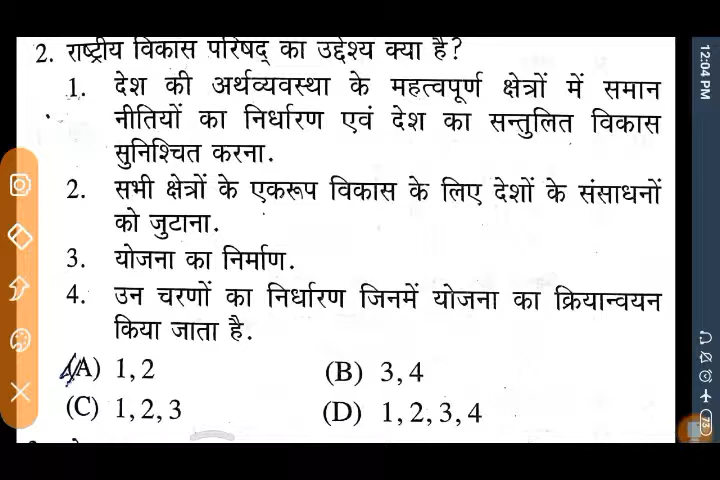 2. राष्ट्रीय विकास परिषद् का उद्देश्य क्या है?
1. देश की अर्थव्यवस्था के महत्वपूर्ण क्षेत्रों में समान
नीतियों का निर्धारण एवं देश का सन्तुलित विकास
सुनिश्चित करना.
2. सभी क्षेत्रों के एकरूप विकास के लिए देशों के संसाधनों
को जुटाना.
3. योजना का निर्माण.
4. उन चरणों का निर्धारण जिनमें योजना का क्रियान्वयन
किया जाता है.
(A) 1, 2 (B) 3, 4
(C) 1, 2, 3 (D) 1, 2, 3, 4
12:04 PM
73